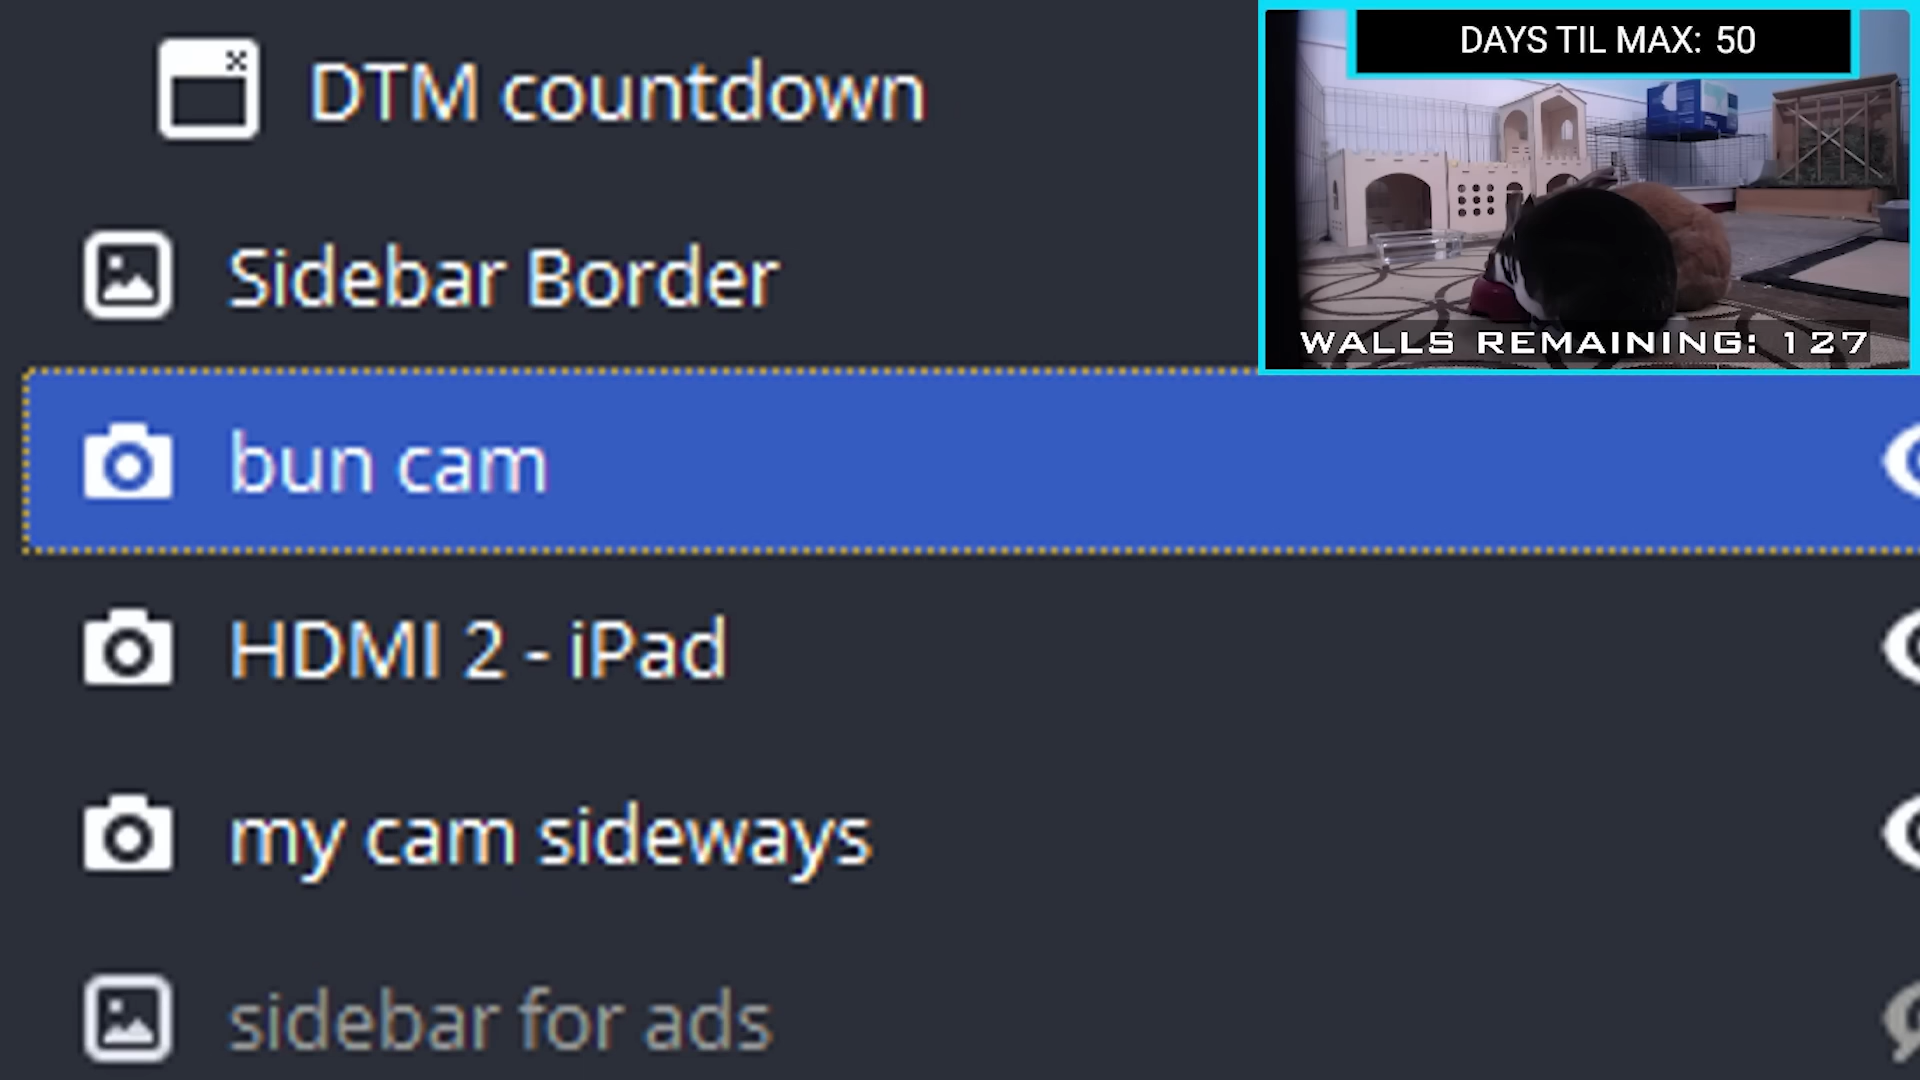 DTM countdown
Sidebar Border
bun cam
HDMI 2 - iPad
my cam sideways
sidebar for ads
DAYS TIL MAX: 50
WALLS REMAINING: 127